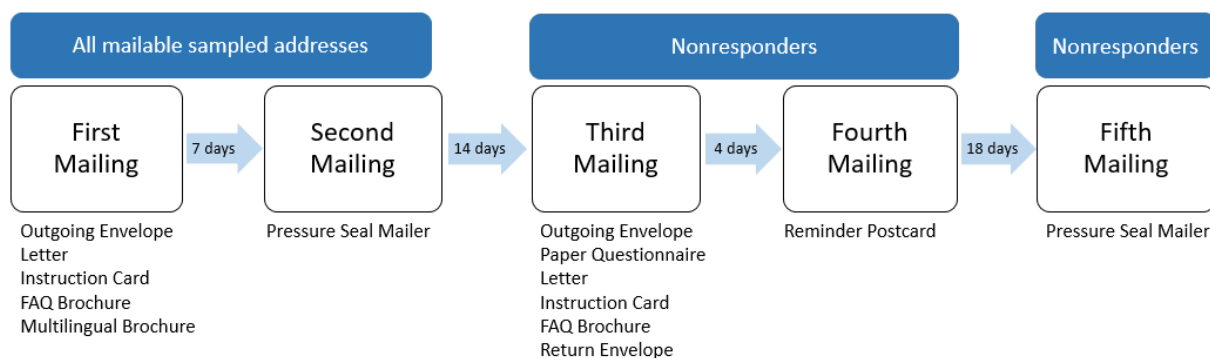 All mailable sampled addresses
Nonresponders
Nonresponders
First
Mailing
7 days
Second
Mailing
14 days
Third
Mailing
4 days
Fourth
Mailing
18 days
Fifth
Mailing
Outgoing Envelope
Letter
Instruction Card
FAQ Brochure
Multilingual Brochure
Pressure Seal Mailer
Outgoing Envelope
Paper Questionnaire
Letter
Instruction Card
FAQ Brochure
Return Envelope
Reminder Postcard
Pressure Seal Mailer